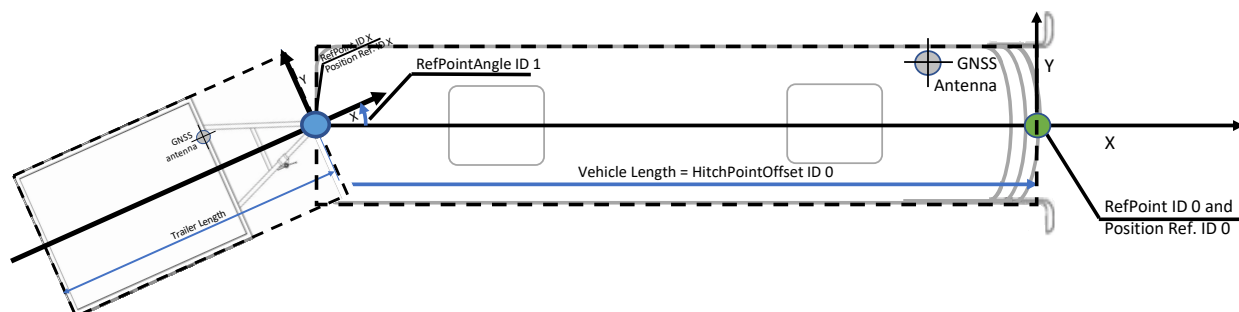 RefPoint ID X
Position Ref. ID X
RefPointAngle ID 1
Y
X
GNSS
antenna
Trailer Length
GNSS
Antenna
Y
X
Vehicle Length = HitchPointOffset ID 0
RefPoint ID 0 and
Position Ref. ID 0